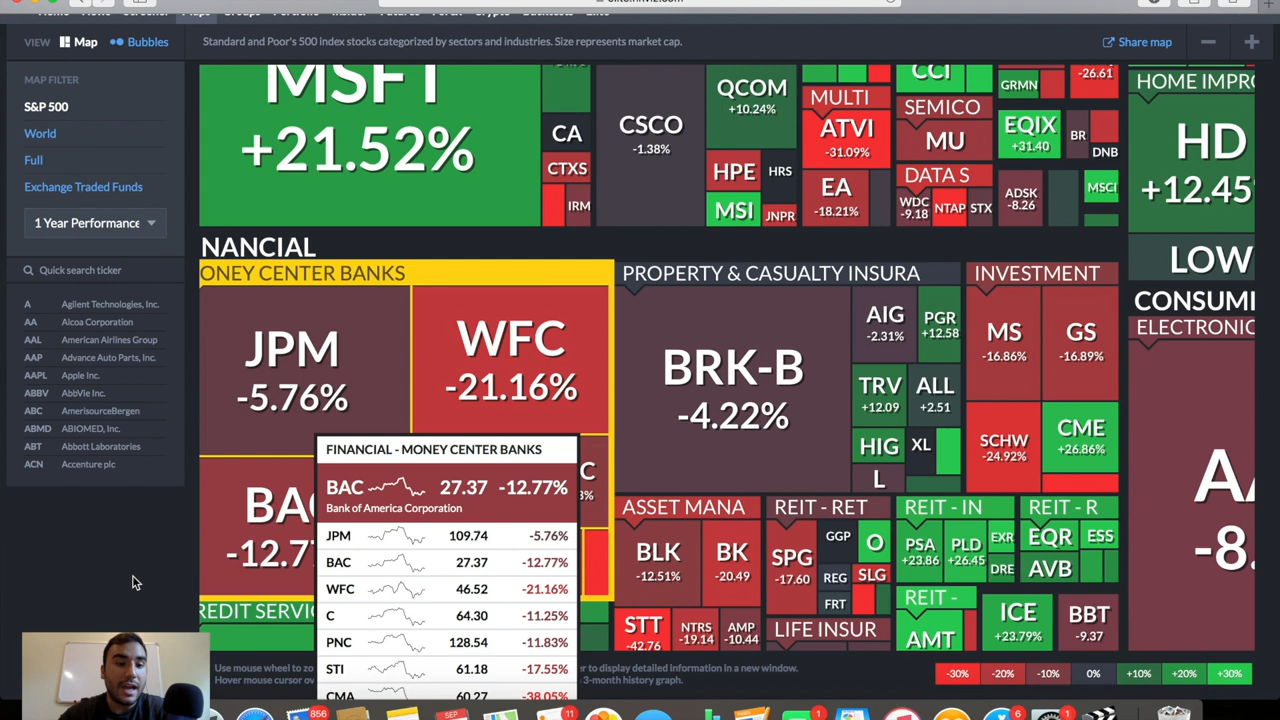 VIEW
Map
Bubbles
Standard and Poor's 500 index stocks categorized by sectors and industries. Size represents market cap.
Share map
MAP FILTER
S&P 500
World
Full
Exchange Traded Funds
1 Year Performance
Quick search ticker
A Agilent Technologies, Inc.
AA Alcoa Corporation
AAL American Airlines Group
AAP Advance Auto Parts, Inc.
AAPL Apple Inc.
ABBV AbbVie Inc.
ABC AmerisourceBergen
ABMD ABIOMED, Inc.
ABT Abbott Laboratories
ACN Accenture plc
MSFT
+21.52%
CA
CTXS
IRM
CSCO
-1.38%
QCOM
+10.24%
HPE
HRS
MSI
JNPR
MULTI
ATVI
-31.09%
EA
-18.21%
CCI
SEMICO
MU
DATA S
WDC
-9.18
NTAP
STX
GRMN
-26.61
EQIX
+31.40
BR
DNB
ADSK
-8.26
MSCI
HOME IMPRO
HD
+12.45
LOW
NANCIAL
ONEY CENTER BANKS
JPM
-5.76%
WFC
-21.16%
BAC
-12.7
C
REDIT SERVIC
FINANCIAL - MONEY CENTER BANKS
BAC 27.37 -12.77%
Bank of America Corporation
JPM 109.74 -5.76%
BAC 27.37 -12.77%
WFC 46.52 -21.16%
C 64.30 -11.25%
PNC 128.54 -11.83%
STI 61.18 -17.55%
CMA 60.27 -38.05%
PROPERTY & CASUALTY INSURA
BRK-B
-4.22%
AIG
-2.31%
PGR
+12.58
TRV
+12.09
ALL
+2.51
HIG
XL
L
INVESTMENT
MS
-16.86%
GS
-16.89%
SCHW
-24.92%
CME
+26.86%
CONSUMI
ELECTRONIC
AA
-8.
ASSET MANA
BLK
-12.51%
BK
-20.49
STT
-42.76
NTRS
-19.14
AMP
-10.44
REIT - RET
SPG
-17.60
GGP
O
REG
SLG
FRT
LIFE INSUR
REIT - IN
PSA
+23.86
PLD
+26.45
EXR
DRE
REIT -
AMT
REIT - R
EQR
ESS
AVB
ICE
+23.79%
BBT
-9.37
Use mouse wheel to zo
r to display detailed information in a new window.
Hover mouse cursor ov
3-month history graph.
-30% -20% -10% 0% +10% +20% +30%
856
SEP
11
1
6
1